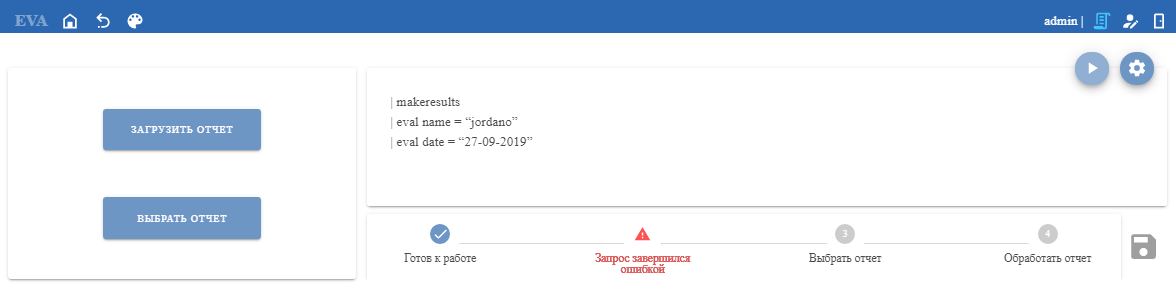 EVA
admin |
ЗАГРУЗИТЬ ОТЧЕТ
ВЫБРАТЬ ОТЧЕТ
| makeresults
| eval name = “jordano”
| eval date = “27-09-2019”
3
4
Готов к работе
Запрос завершился
ошибкой
Выбрать отчет
Обработать отчет